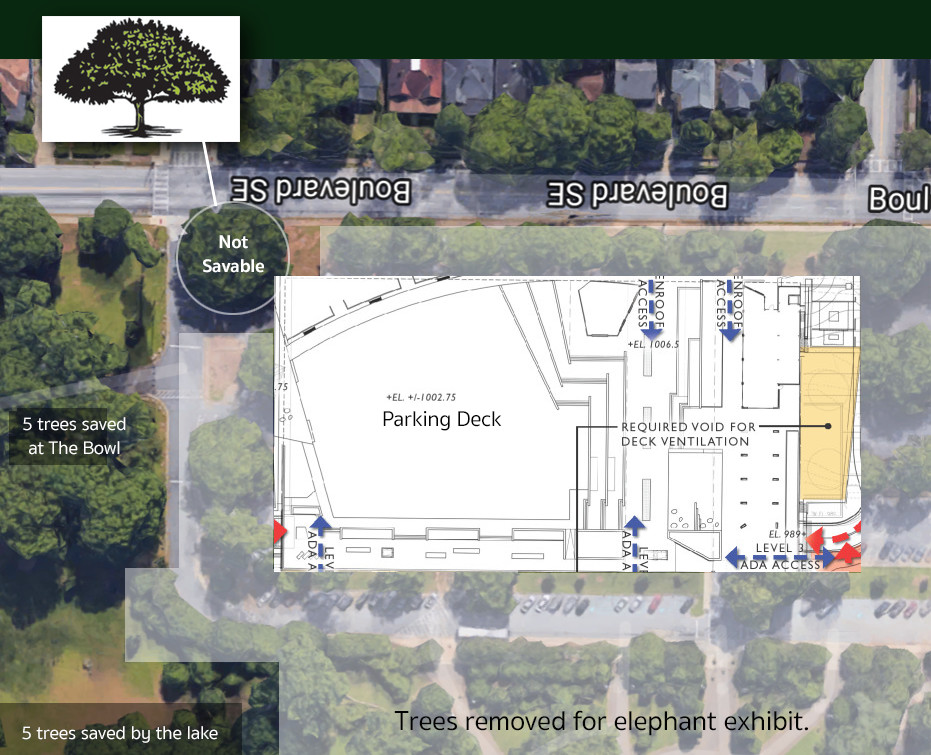 Boulevard SE
Boulevard SE
Boul
Not
Savable
ENROOF
ACCESS
ENROOF
ACCESS
+EL. 1006.5
.75
+EL. +/-1002.75
Parking Deck
REQUIRED VOID FOR
DECK VENTILATION
5 trees saved
at The Bowl
EL. 989+
LEVEL 3
ADA ACCESS
LEV
ADA A
LEV
ADA A
Trees removed for elephant exhibit.
5 trees saved by the lake